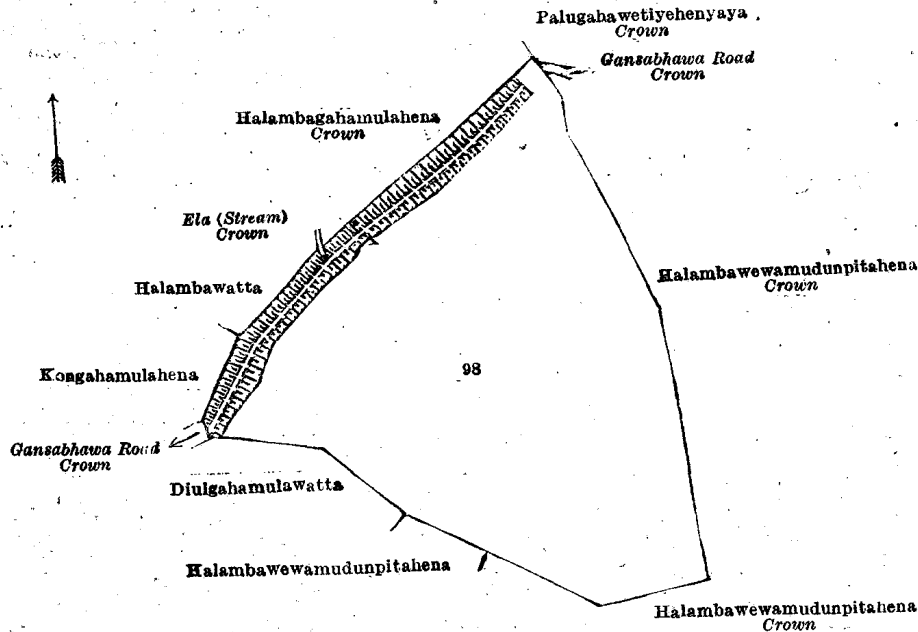 Palugahawetiyehenyaya
Crown
Gansabhawa Road
Crown
Halambagahamulahena
Crown
Ela (Stream)
Crown
Halambawatta
Halambawewamudunpitahena
Crown
98
Kongahamulahena
Gansabhawa Road
Crown
Diulgahamulawatta
Halambawewamudunpitahena
Halambawewamudunpitahena
Crown